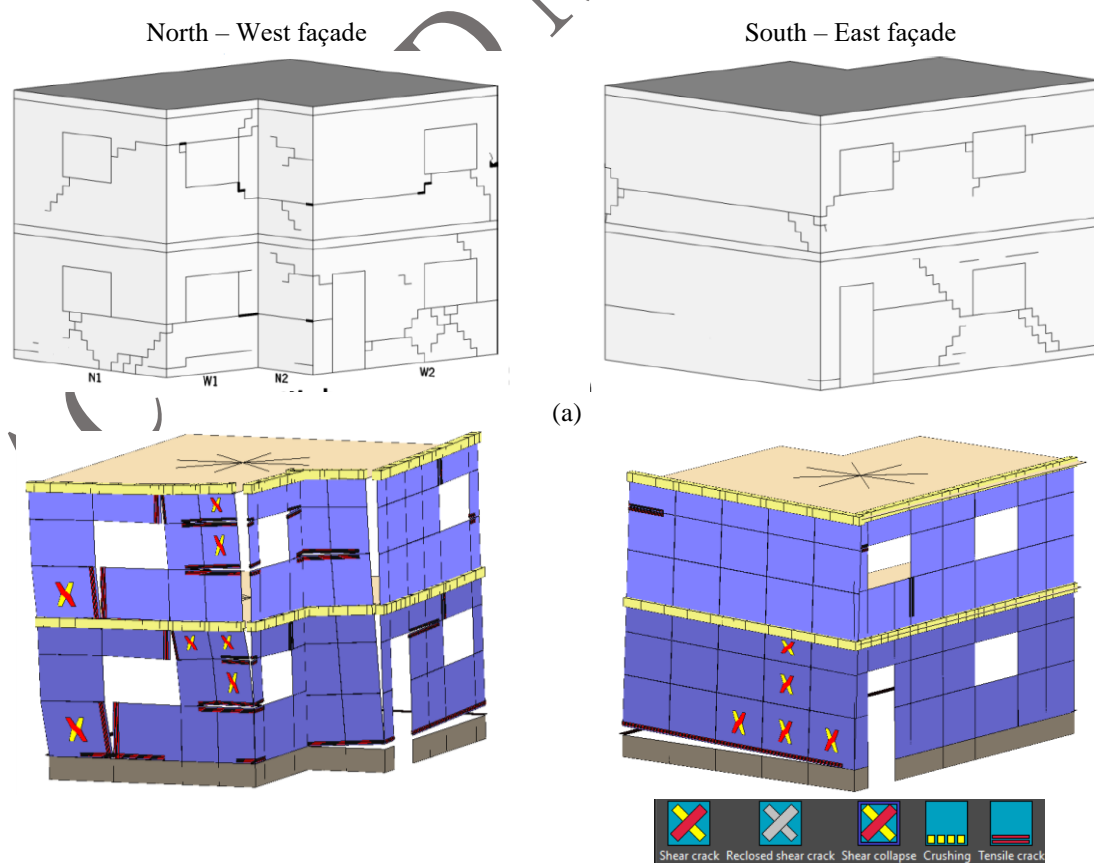 North – West façade
South – East façade
N1
W1
N2
W2
(a)
Shear crack
Reclosed shear crack
Shear collapse
Crushing
Tensile crack